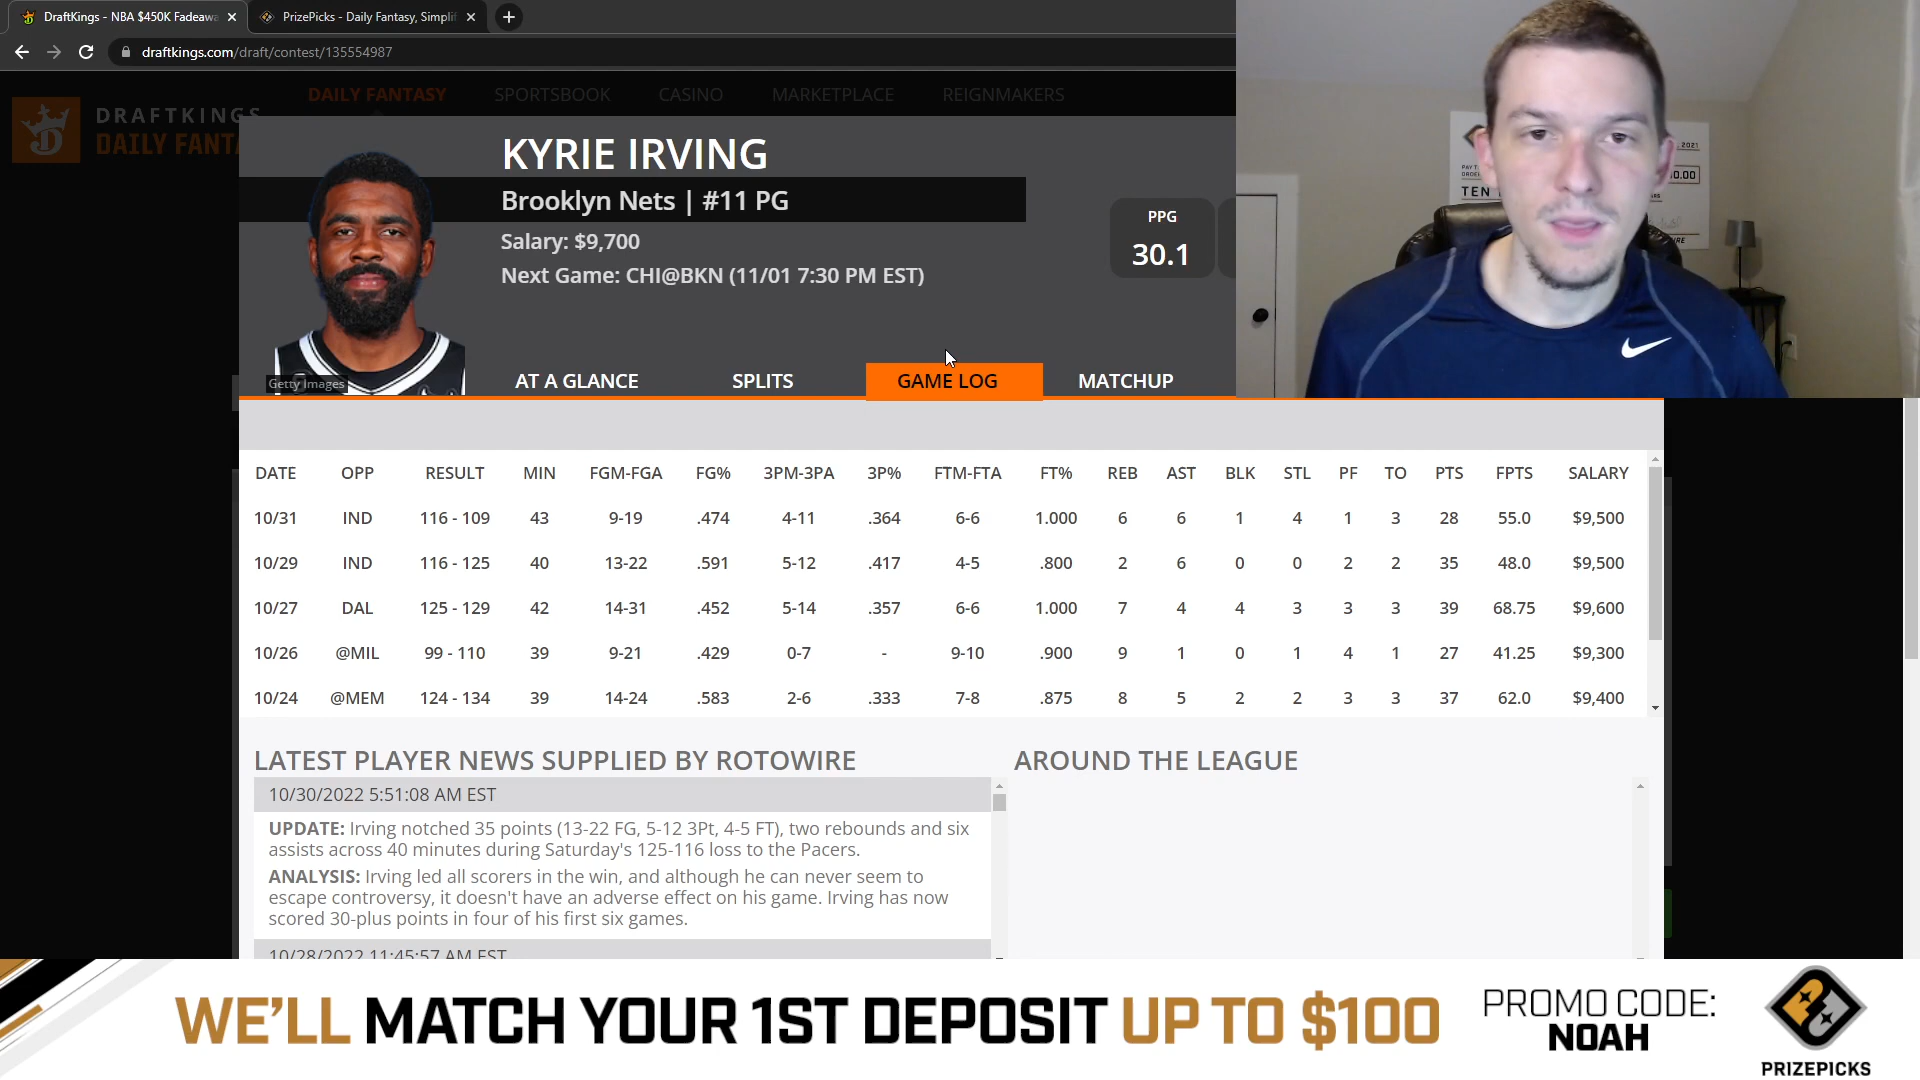 DraftKings - NBA $450K Fadeawa
PrizePicks - Daily Fantasy, Simplif
draftkings.com/draft/contest/135554987
DAILY FANTASY SPORTSBOOK CASINO MARKETPLACE REIGNMAKERS
DRAFTKINGS
DAILY FANTA
KYRIE IRVING
Brooklyn Nets | #11 PG
Salary: $9,700
Next Game: CHI@BKN (11/01 7:30 PM EST)
PPG
30.1
Getty Images
AT A GLANCE SPLITS GAME LOG MATCHUP
2021
TEN
DATE OPP RESULT MIN FGM-FGA FG% 3PM-3PA 3P% FTM-FTA FT% REB AST BLK STL PF TO PTS FPTS SALARY
10/31 IND 116 - 109 43 9-19 .474 4-11 .364 6-6 1.000 6 6 1 4 1 3 28 55.0 $9,500
10/29 IND 116 - 125 40 13-22 .591 5-12 .417 4-5 .800 2 6 0 0 2 2 35 48.0 $9,500
10/27 DAL 125 - 129 42 14-31 .452 5-14 .357 6-6 1.000 7 4 4 3 3 3 39 68.75 $9,600
10/26 @MIL 99 - 110 39 9-21 .429 0-7 - 9-10 .900 9 1 0 1 4 1 27 41.25 $9,300
10/24 @MEM 124 - 134 39 14-24 .583 2-6 .333 7-8 .875 8 5 2 2 3 3 37 62.0 $9,400
LATEST PLAYER NEWS SUPPLIED BY ROTOWIRE
AROUND THE LEAGUE
10/30/2022 5:51:08 AM EST
UPDATE: Irving notched 35 points (13-22 FG, 5-12 3Pt, 4-5 FT), two rebounds and six
assists across 40 minutes during Saturday's 125-116 loss to the Pacers.
ANALYSIS: Irving led all scorers in the win, and although he can never seem to
escape controversy, it doesn't have an adverse effect on his game. Irving has now
scored 30-plus points in four of his first six games.
10/28/2022 11:45:57 AM EST
WE'LL MATCH YOUR 1ST DEPOSIT UP TO $100
PROMO CODE:
NOAH
PRIZEPICKS